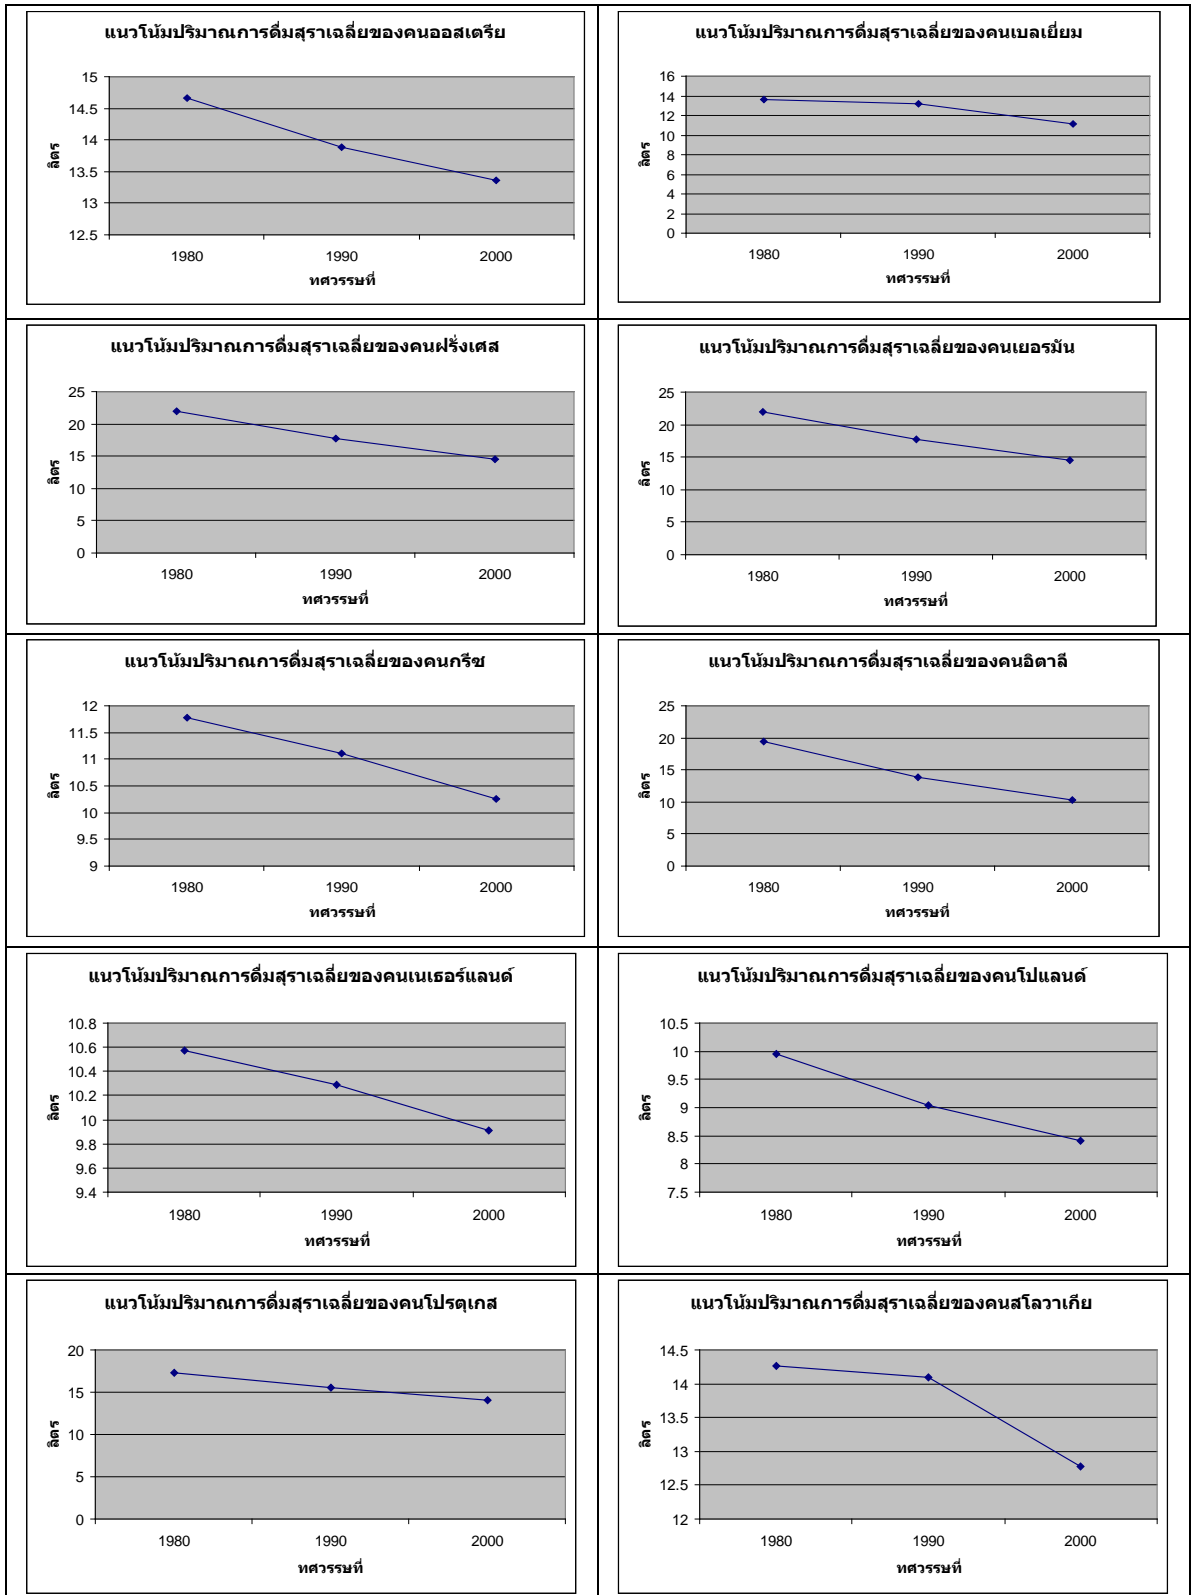 แนวโน้มปริมาณการดื่มสุราเฉลี่ยของคนออสเตรีย
15
14.5
14
13.5
13
12.5
ลิตร
1980 1990 2000
ทศวรรษที่
แนวโน้มปริมาณการดื่มสุราเฉลี่ยของคนเบลเยี่ยม
16
14
12
10
8
6
4
2
0
ลิตร
1980 1990 2000
ทศวรรษที่
แนวโน้มปริมาณการดื่มสุราเฉลี่ยของคนฝรั่งเศส
25
20
15
10
5
0
ลิตร
1980 1990 2000
ทศวรรษที่
แนวโน้มปริมาณการดื่มสุราเฉลี่ยของคนเยอรมัน
25
20
15
10
5
0
ลิตร
1980 1990 2000
ทศวรรษที่
แนวโน้มปริมาณการดื่มสุราเฉลี่ยของคนกรีซ
12
11.5
11
10.5
10
9.5
9
ลิตร
1980 1990 2000
ทศวรรษที่
แนวโน้มปริมาณการดื่มสุราเฉลี่ยของคนอิตาลี
25
20
15
10
5
0
ลิตร
1980 1990 2000
ทศวรรษที่
แนวโน้มปริมาณการดื่มสุราเฉลี่ยของคนเนเธอร์แลนด์
10.8
10.6
10.4
10.2
10
9.8
9.6
9.4
ลิตร
1980 1990 2000
ทศวรรษที่
แนวโน้มปริมาณการดื่มสุราเฉลี่ยของคนโปแลนด์
10.5
10
9.5
9
8.5
8
7.5
ลิตร
1980 1990 2000
ทศวรรษที่
แนวโน้มปริมาณการดื่มสุราเฉลี่ยของคนโปรตุเกส
20
15
10
5
0
ลิตร
1980 1990 2000
ทศวรรษที่
แนวโน้มปริมาณการดื่มสุราเฉลี่ยของคนสโลวาเกีย
14.5
14
13.5
13
12.5
12
ลิตร
1980 1990 2000
ทศวรรษที่